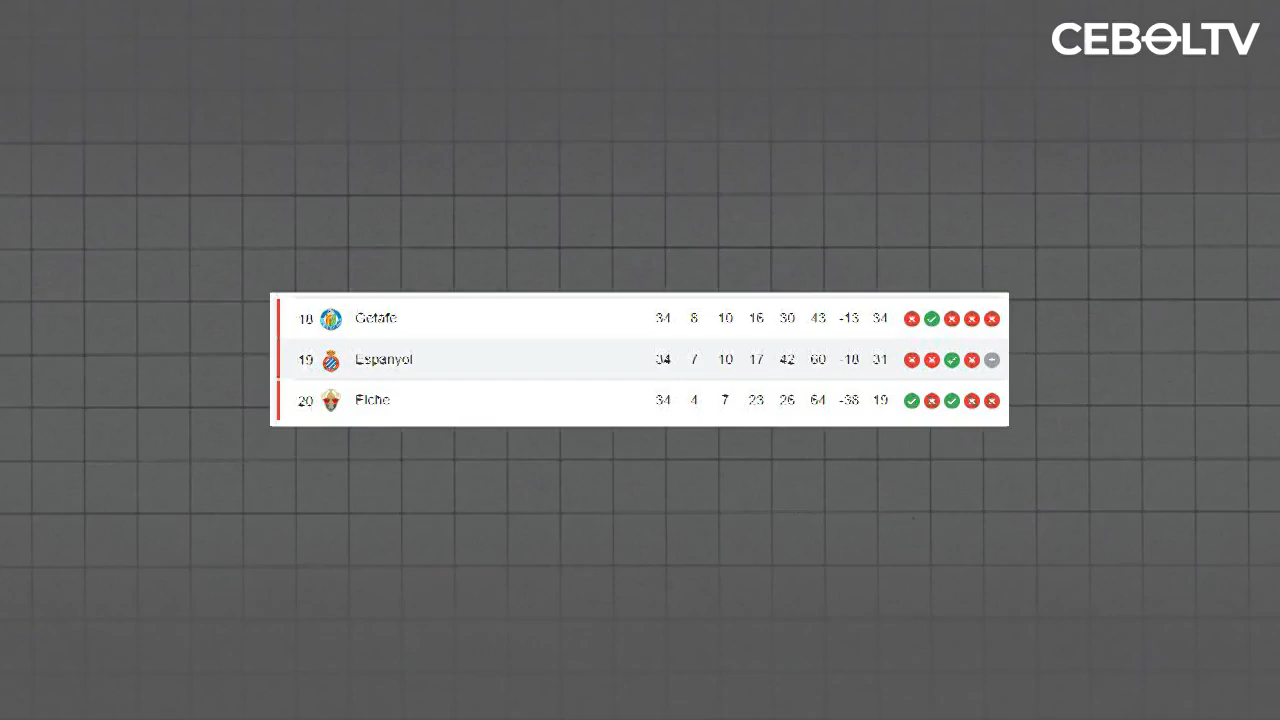 CEBOLTV
18 Getafe 34 8 10 16 30 43 -13 34
19 Espanyol 34 7 10 17 42 60 -18 31
20 Elche 34 4 7 23 26 64 -38 19